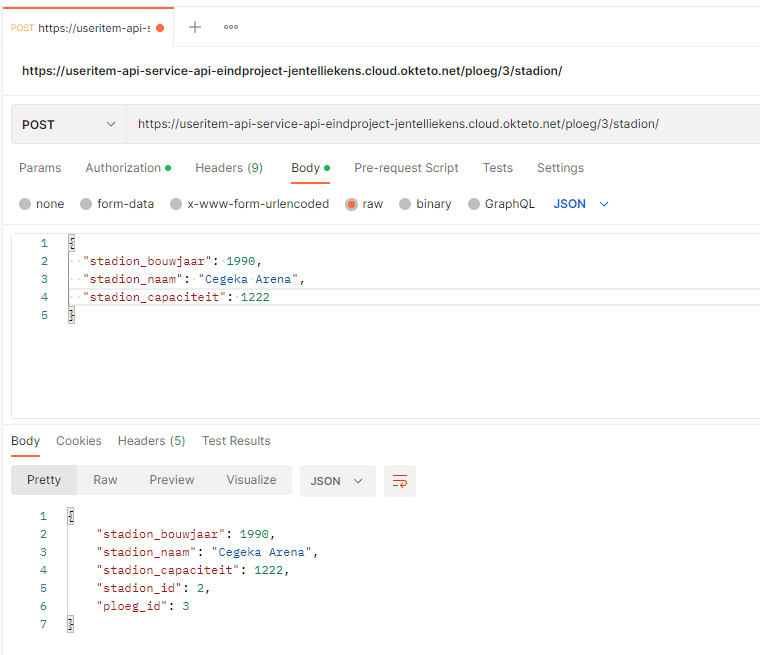 POST https://useritem-api-s
https://useritem-api-service-api-eindproject-jentelliekens.cloud.okteto.net/ploeg/3/stadion/
POST https://useritem-api-service-api-eindproject-jentelliekens.cloud.okteto.net/ploeg/3/stadion/
Params Authorization Headers (9) Body Pre-request Script Tests Settings
none form-data x-www-form-urlencoded raw binary GraphQL JSON
1 {
2 "stadion_bouwjaar": 1990,
3 "stadion_naam": "Cegeka Arena",
4 "stadion_capaciteit": 1222
5 }
Body Cookies Headers (5) Test Results
Pretty Raw Preview Visualize JSON
1 {
2 "stadion_bouwjaar": 1990,
3 "stadion_naam": "Cegeka Arena",
4 "stadion_capaciteit": 1222,
5 "stadion_id": 2,
6 "ploeg_id": 3
7 }